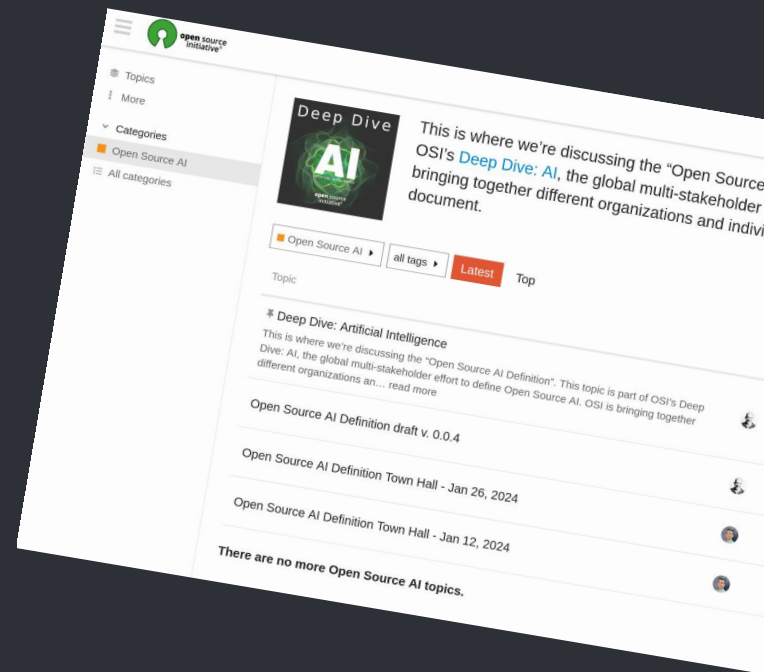 open source
initiative®
Topics
More
Categories
Open Source AI
All categories
Deep Dive
AI
open source
initiative®
This is where we're discussing the “Open Source
OSI's Deep Dive: AI, the global multi-stakeholder
bringing together different organizations and indivi
document.
Open Source AI
all tags
Latest
Top
Topic
Deep Dive: Artificial Intelligence
This is where we're discussing the “Open Source AI Definition”. This topic is part of OSI's Deep
Dive: AI, the global multi-stakeholder effort to define Open Source AI. OSI is bringing together
different organizations an… read more
Open Source AI Definition draft v. 0.0.4
Open Source AI Definition Town Hall - Jan 26, 2024
Open Source AI Definition Town Hall - Jan 12, 2024
There are no more Open Source AI topics.